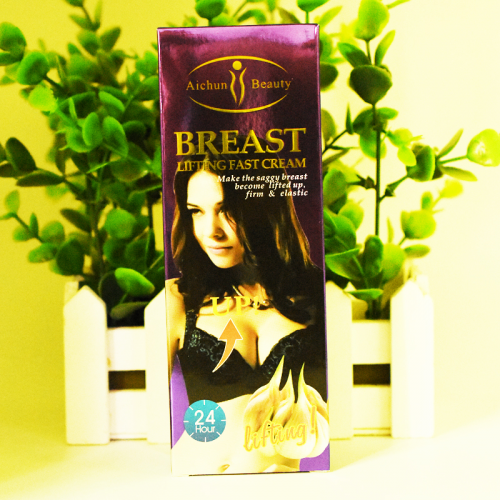 Aichun Beauty
BREAST
LIFTING FAST CREAM
Make the saggy breast
become lifted up,
firm & elastic
UP!
24
Hour
lifting!